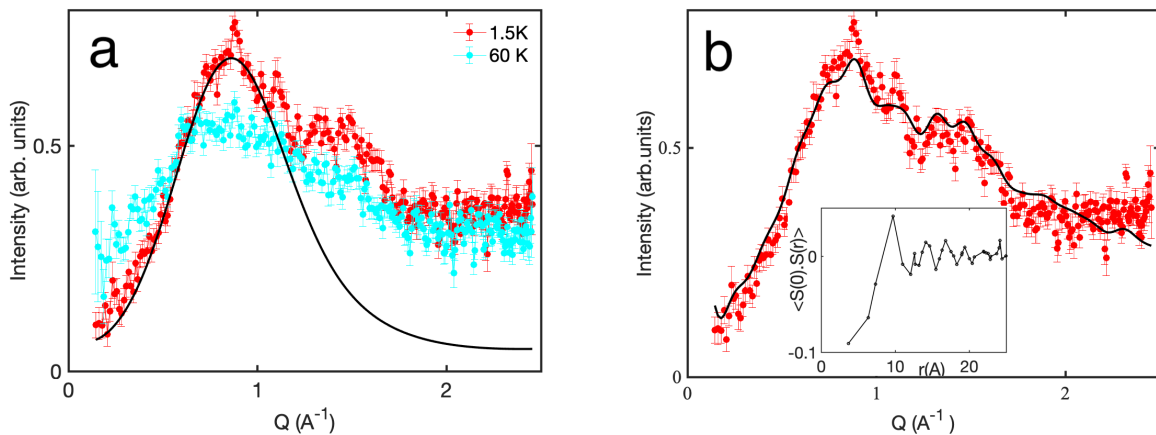 a
1.5K
60 K
Intensity (arb. units)
0.5
0
0
1
2
Q (A⁻¹)
b
Intensity (arb.units)
0.5
0
0
1
2
Q (A⁻¹)
<S(0).S(r)>
0.
-0.1
0
10
20
r(A)